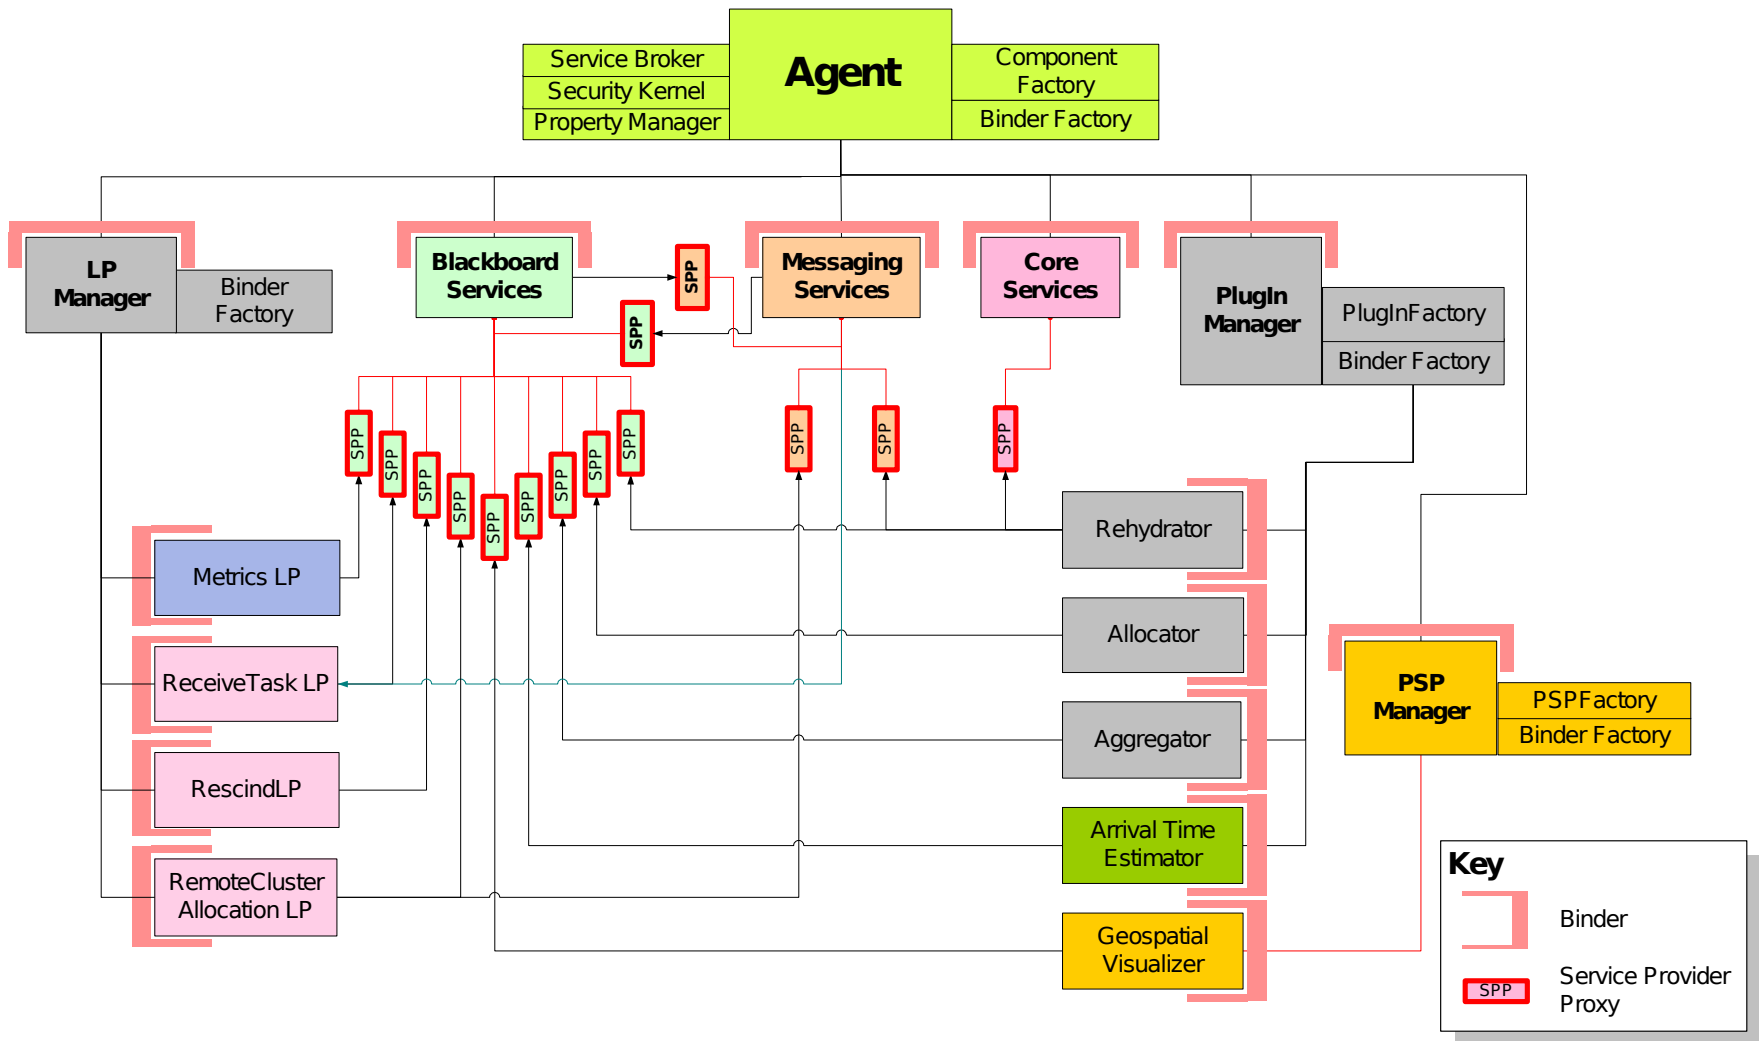 Agent
Service Broker
Security Kernel
Property Manager
Component
Factory
Binder Factory
LP
Manager
Binder
Factory
Blackboard
Services
SPP
SPP
Messaging
Services
Core
Services
PlugIn
Manager
PlugInFactory
Binder Factory
SPP
SPP
SPP
SPP
SPP
SPP
SPP
SPP
SPP
SPP
SPP
SPP
Metrics LP
ReceiveTask LP
RescindLP
RemoteCluster
Allocation LP
Rehydrator
Allocator
Aggregator
Arrival Time
Estimator
Geospatial
Visualizer
PSP
Manager
PSPFactory
Binder Factory
Key
Binder
SPP
Service Provider
Proxy